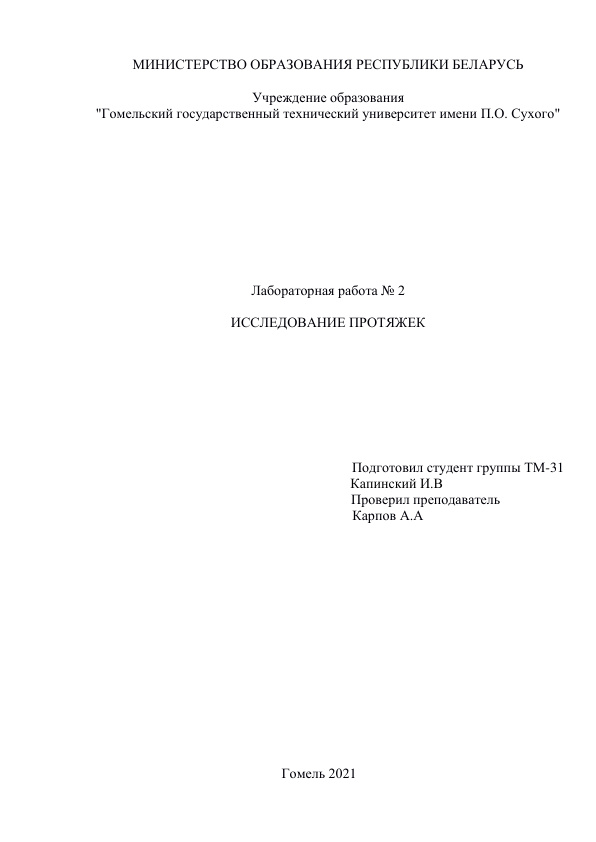 МИНИСТЕРСТВО ОБРАЗОВАНИЯ РЕСПУБЛИКИ БЕЛАРУСЬ
Учреждение образования
"Гомельский государственный технический университет имени П.О. Сухого"
Лабораторная работа № 2
ИССЛЕДОВАНИЕ ПРОТЯЖЕК
Подготовил студент группы ТМ-31
Капинский И.В
Проверил преподаватель
Карпов А.А
Гомель 2021